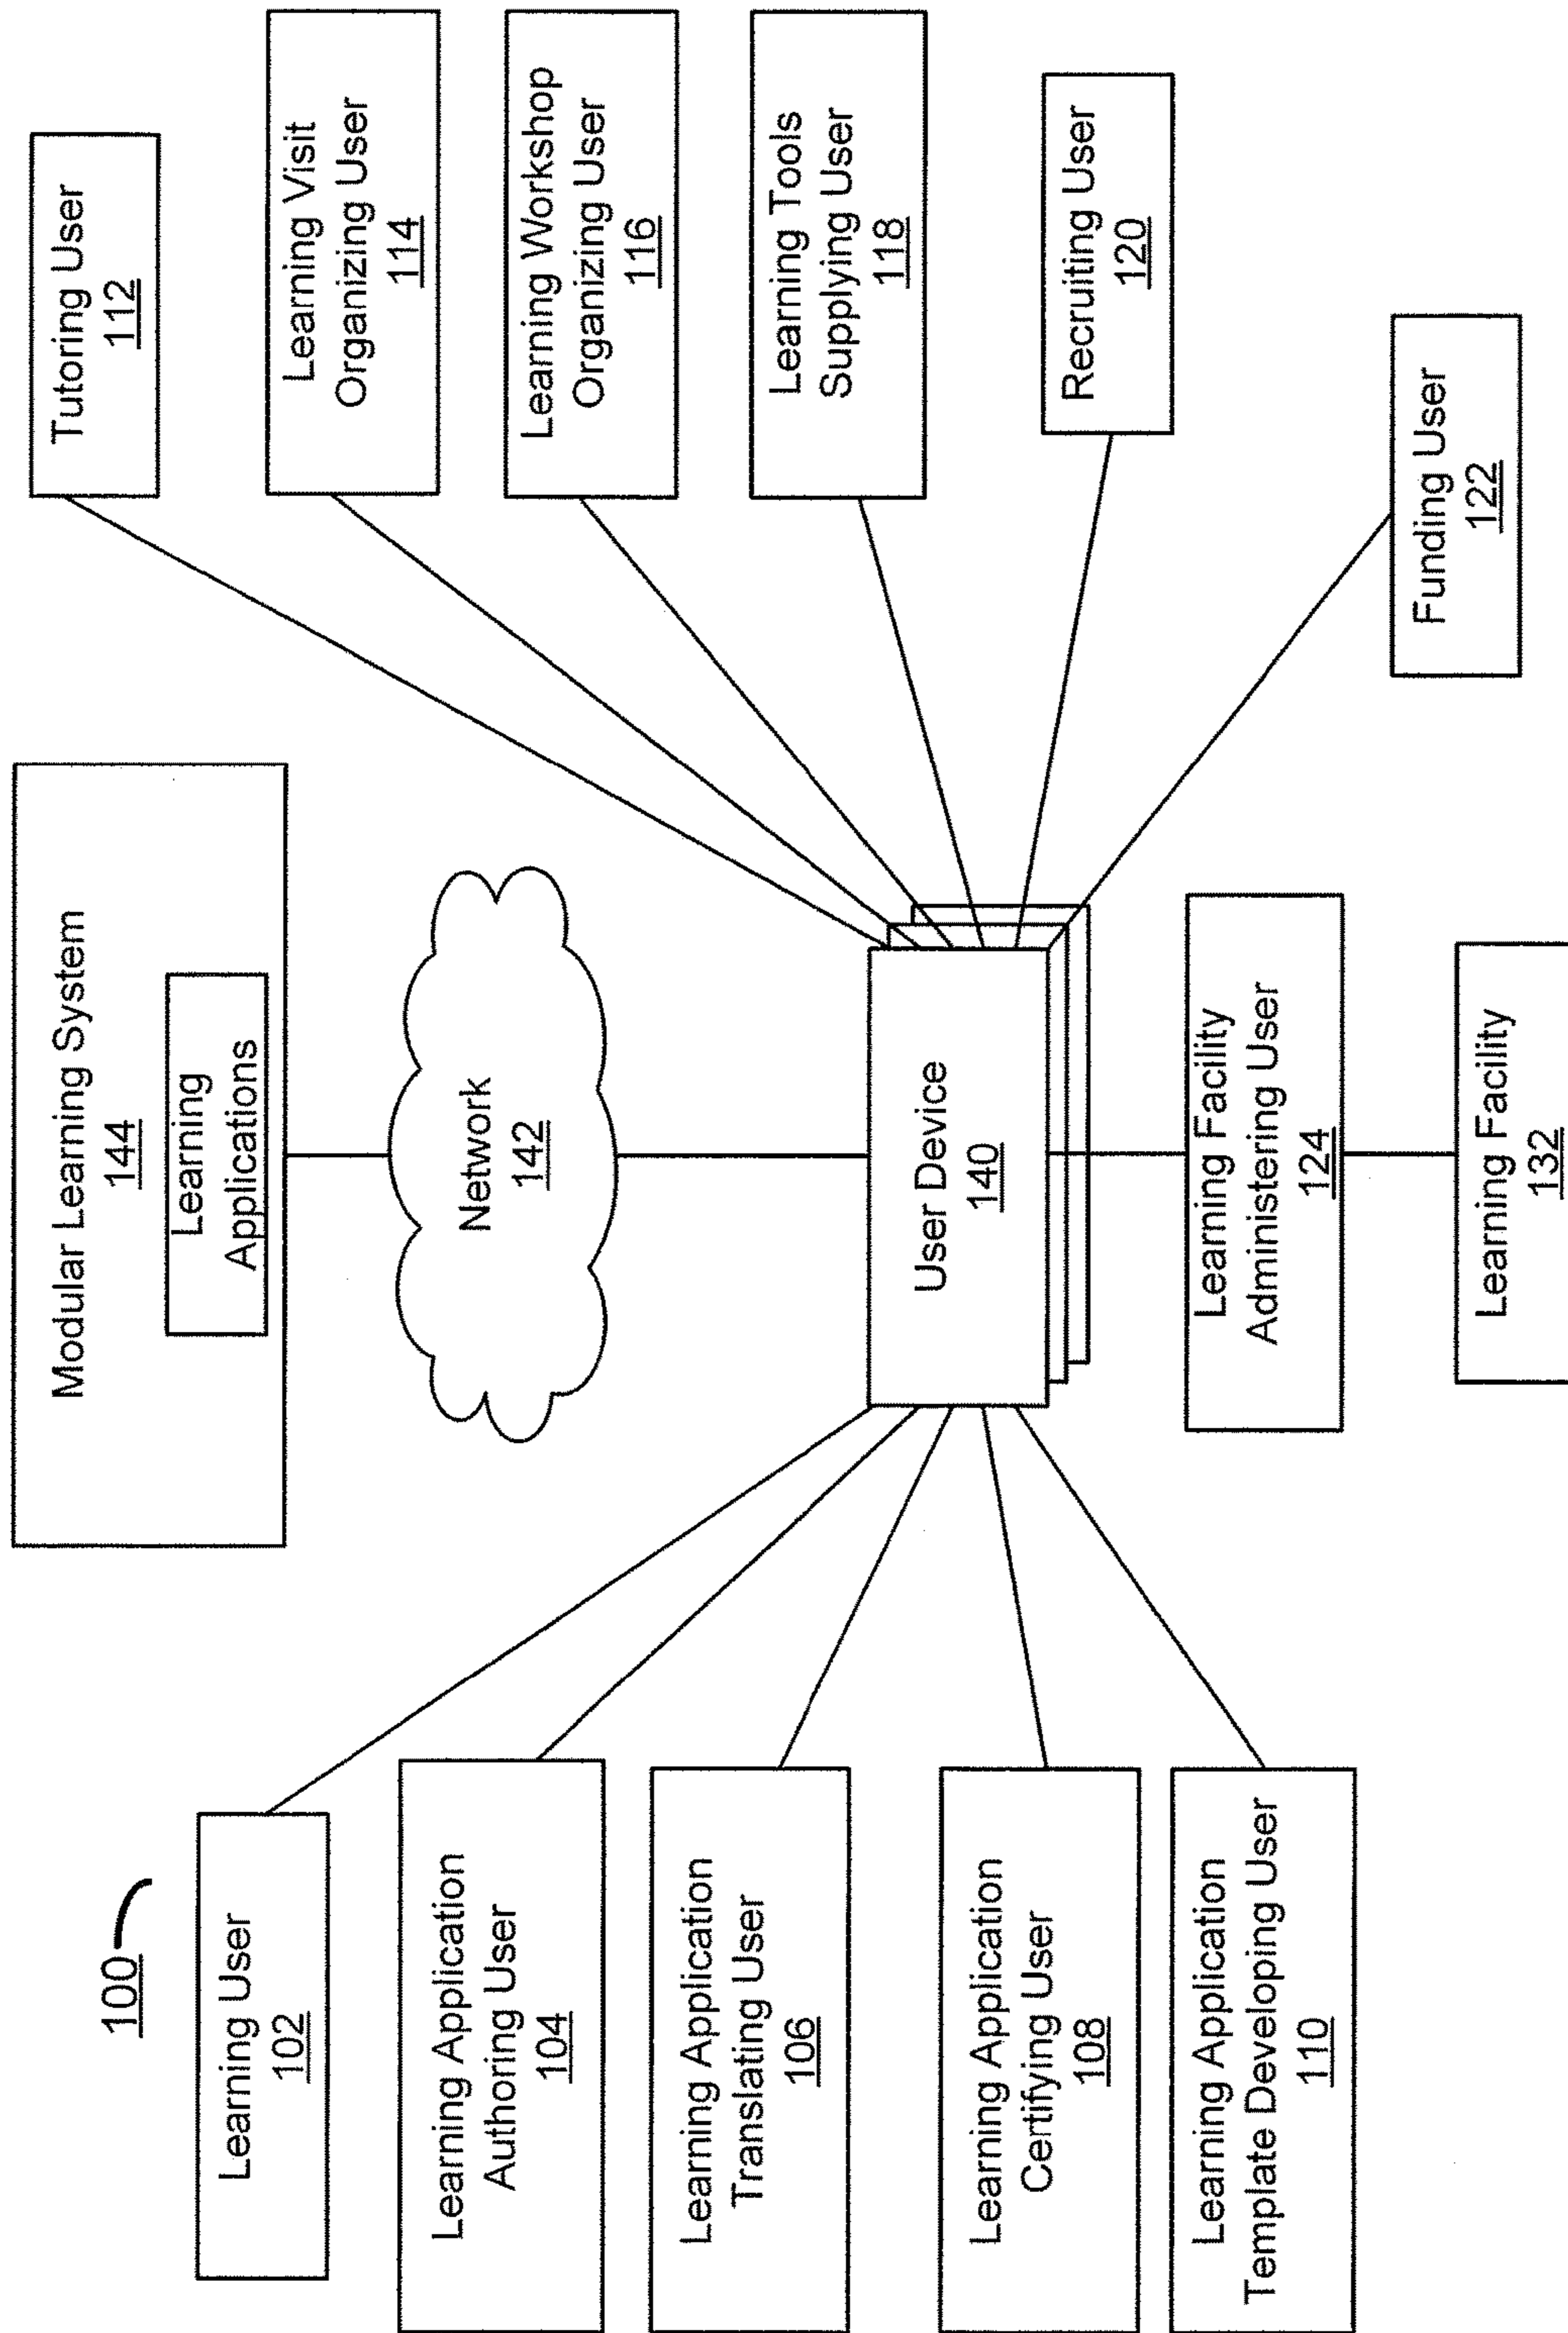 100
Modular Learning System
144
Learning
Applications
Network
142
User Device
140
Learning User
102
Learning Application
Authoring User
104
Learning Application
Translating User
106
Learning Application
Certifying User
108
Learning Application
Template Developing User
110
Tutoring User
112
Learning Visit
Organizing User
114
Learning Workshop
Organizing User
116
Learning Tools
Supplying User
118
Recruiting User
120
Funding User
122
Learning Facility
Administering User
124
Learning Facility
132